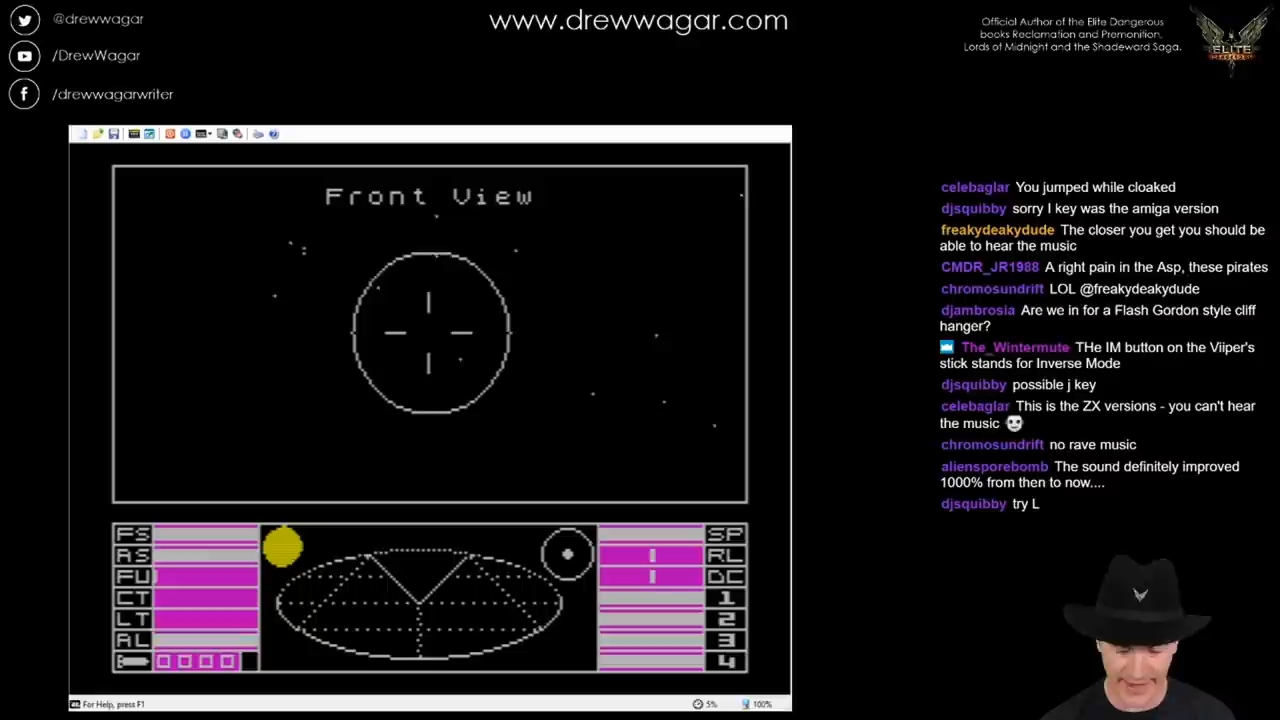 @drewwagar
/DrewWagar
/drewwagarwriter
www.drewwagar.com
Official Author of the Elite Dangerous
books Reclamation and Premonition,
Lords of Midnight and the Shadeward Saga.
ELITE
Front View
FS
AS
FU
CT
LT
AL
SP
RL
DC
1
2
3
4
For Help, press F1
5%
100%
celebaglar You jumped while cloaked
djsquibby sorry I key was the amiga version
freakydeakydude The closer you get you should be
able to hear the music
CMDR_JR1988 A right pain in the Asp, these pirates
chromosundrift LOL @freakydeakydude
djambrosia Are we in for a Flash Gordon style cliff
hanger?
The_Wintermute THe IM button on the Viiper's
stick stands for Inverse Mode
djsquibby possible j key
celebaglar This is the ZX versions - you can't hear
the music
chromosundrift no rave music
aliensporebomb The sound definitely improved
1000% from then to now....
djsquibby try L